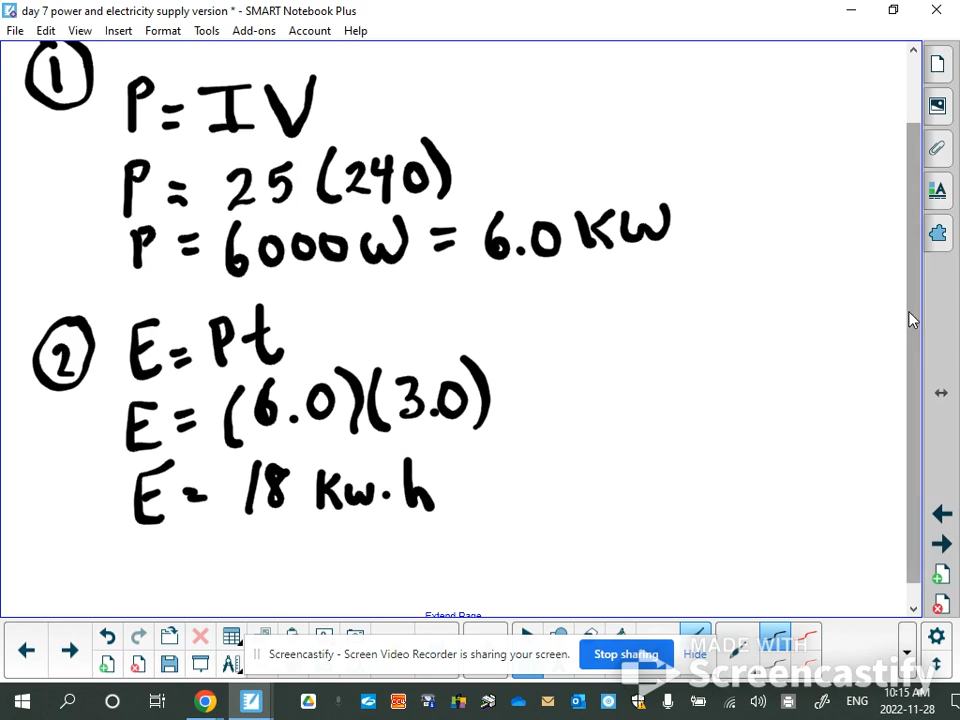 day 7 power and electricity supply version * - SMART Notebook Plus
File Edit View Insert Format Tools Add-ons Account Help
1
P = IV
P = 25 (240)
P = 6000W = 6.0 KW
2
E = Pt
E = (6.0)(3.0)
E = 18 Kw·h
Extend Page
Screencastify - Screen Video Recorder is sharing your screen.
Stop sharing
Hide
MADE WITH
Screencastify
ENG
10:15 AM
2022-11-28